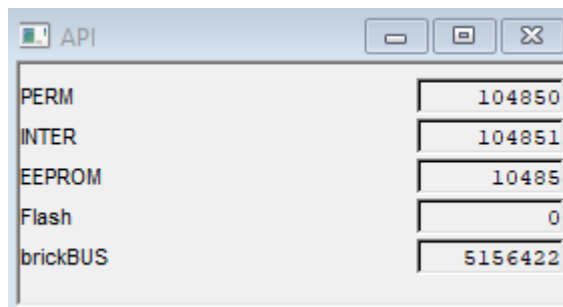 API
PERM 104850
INTER 104851
EEPROM 10485
Flash 0
brickBUS 5156422